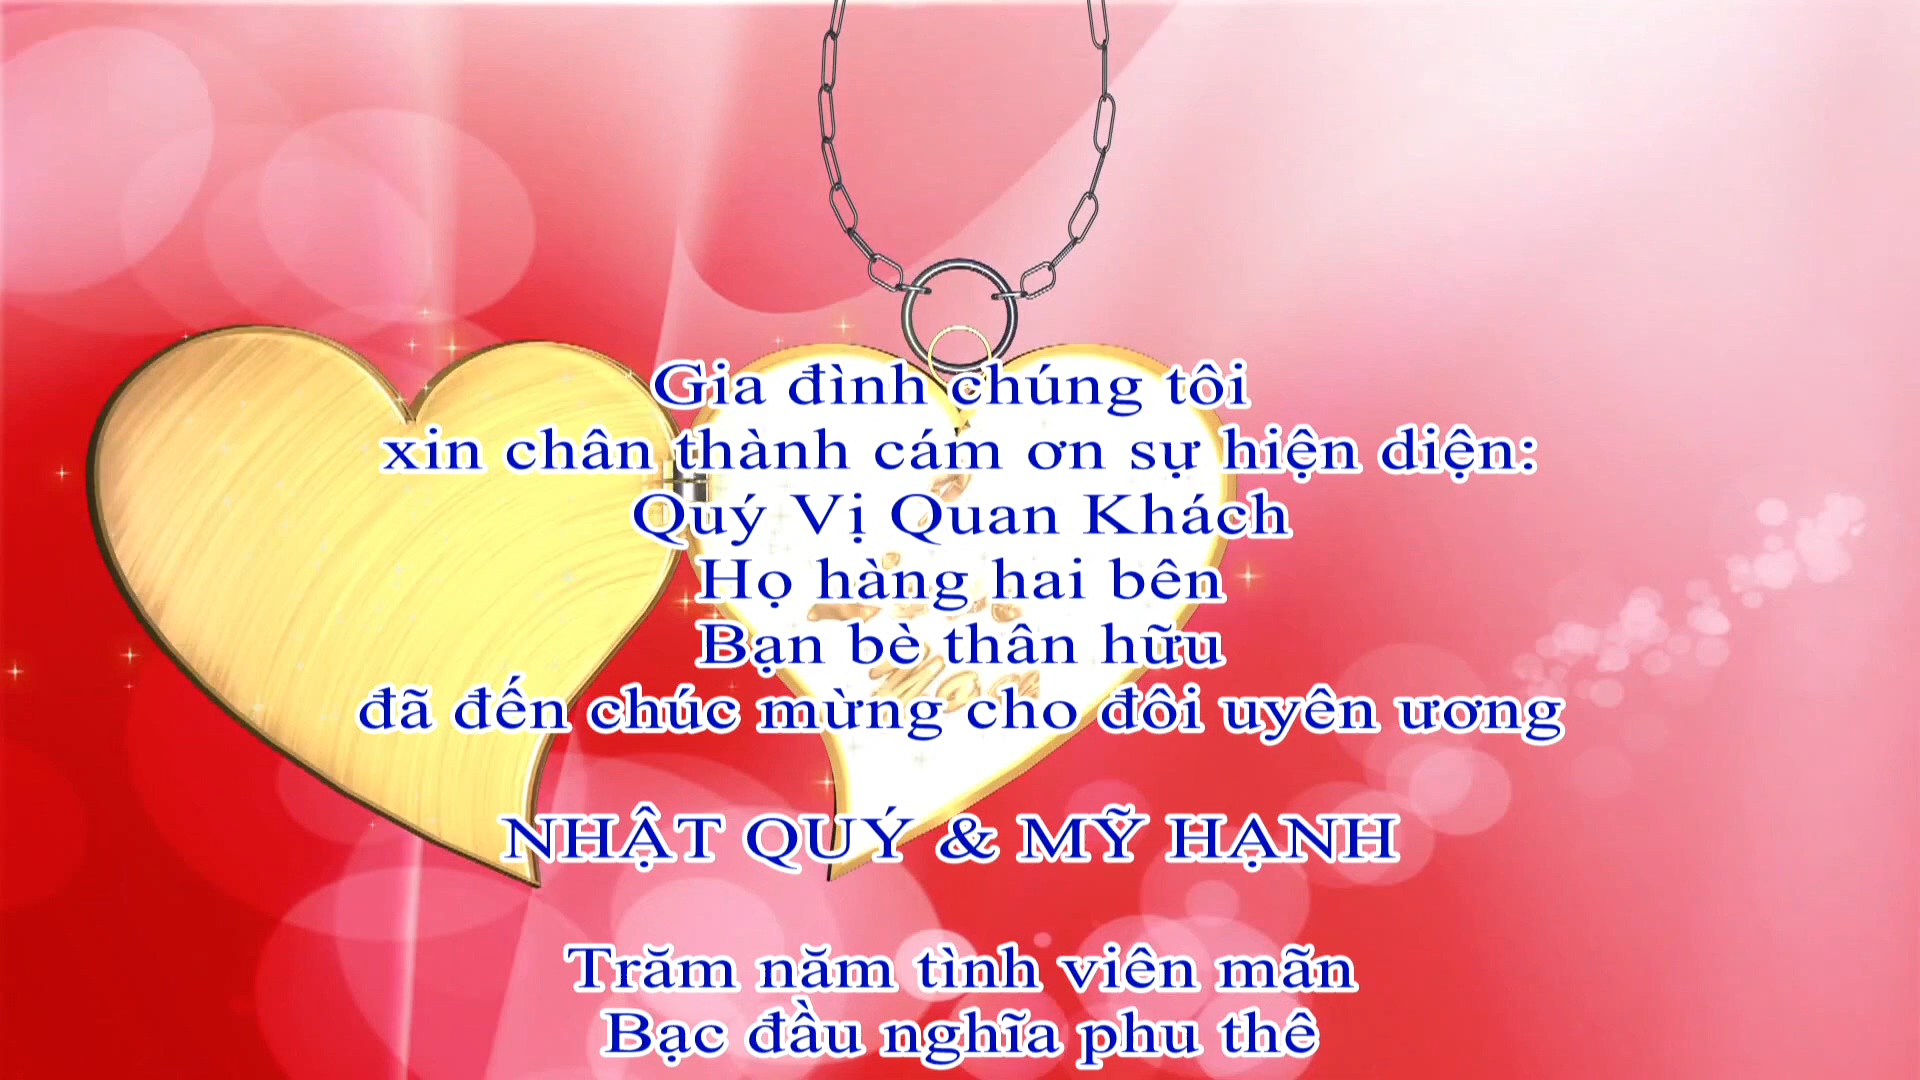 Gia đình chúng tôi
xin chân thành cám ơn sự hiện diện:
Quý Vị Quan Khách
Họ hàng hai bên
Bạn bè thân hữu
đã đến chúc mừng cho đôi uyên ương
NHẬT QUÝ & MỸ HẠNH
Trăm năm tình viên mãn
Bạc đầu nghĩa phu thê